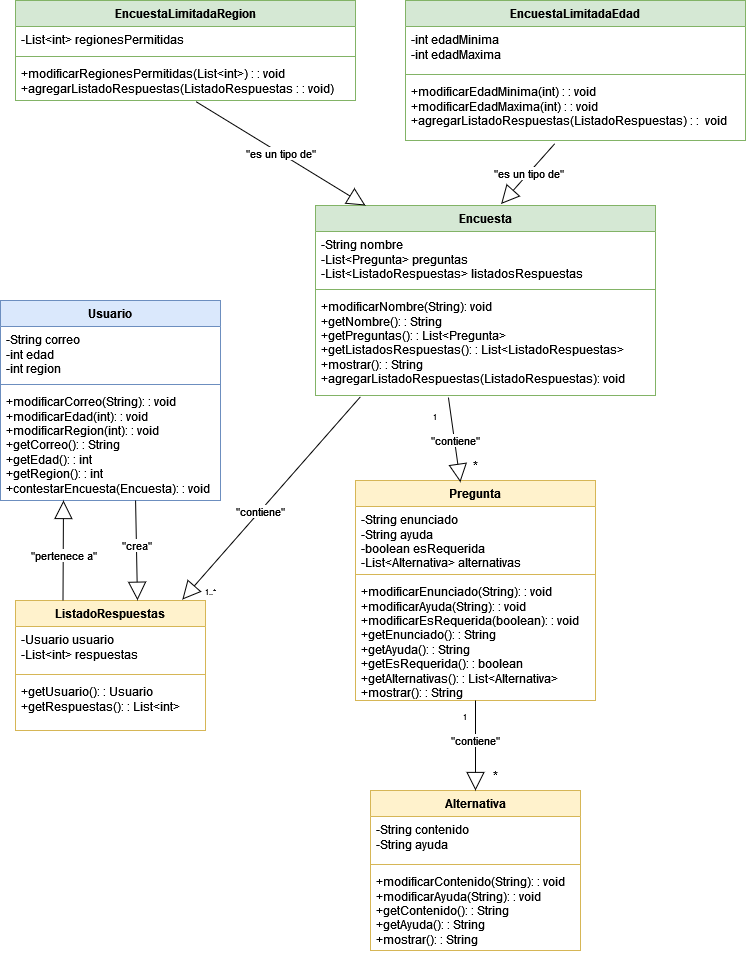 EncuestaLimitadaRegion
-List<int> regionesPermitidas
+modificarRegionesPermitidas(List<int>) : : void
+agregarListadoRespuestas(ListadoRespuestas : : void)
EncuestaLimitadaEdad
-int edadMinima
-int edadMaxima
+modificarEdadMinima(int) : : void
+modificarEdadMaxima(int) : : void
+agregarListadoRespuestas(ListadoRespuestas) : : void
"es un tipo de"
"es un tipo de"
Encuesta
-String nombre
-List<Pregunta> preguntas
-List<ListadoRespuestas> listadosRespuestas
+modificarNombre(String): void
+getNombre(): : String
+getPreguntas(): : List<Pregunta>
+getListadosRespuestas(): : List<ListadoRespuestas>
+mostrar(): : String
+agregarListadoRespuestas(ListadoRespuestas): void
Usuario
-String correo
-int edad
-int region
+modificarCorreo(String): : void
+modificarEdad(int): : void
+modificarRegion(int): : void
+getCorreo(): : String
+getEdad(): : int
+getRegion(): : int
+contestarEncuesta(Encuesta): : void
1
"contiene"
*
"contiene"
1..*
"pertenece a"
"crea"
Pregunta
-String enunciado
-String ayuda
-boolean esRequerida
-List<Alternativa> alternativas
+modificarEnunciado(String): : void
+modificarAyuda(String): : void
+modificarEsRequerida(boolean): : void
+getEnunciado(): : String
+getAyuda(): : String
+getEsRequerida(): : boolean
+getAlternativas(): : List<Alternativa>
+mostrar(): : String
ListadoRespuestas
-Usuario usuario
-List<int> respuestas
+getUsuario(): : Usuario
+getRespuestas(): : List<int>
1
"contiene"
*
Alternativa
-String contenido
-String ayuda
+modificarContenido(String): : void
+modificarAyuda(String): : void
+getContenido(): : String
+getAyuda(): : String
+mostrar(): : String